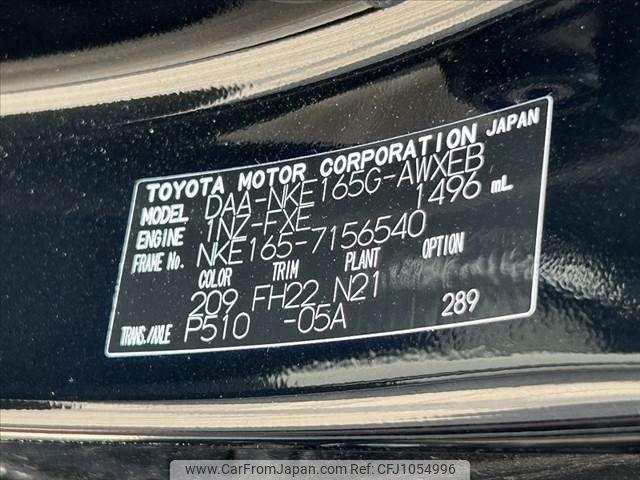 TOYOTA MOTOR CORPORATION JAPAN
MODEL DAA-NKE165G-AWXEB
ENGINE 1NZ-FXE 1496 mL
FRAME No. NKE165-7156540
COLOR TRIM PLANT OPTION
209 FH22 N21
TRANS./AXLE P510 -05A 289
www.CarFromJapan.com | Ref: CFJ1054996